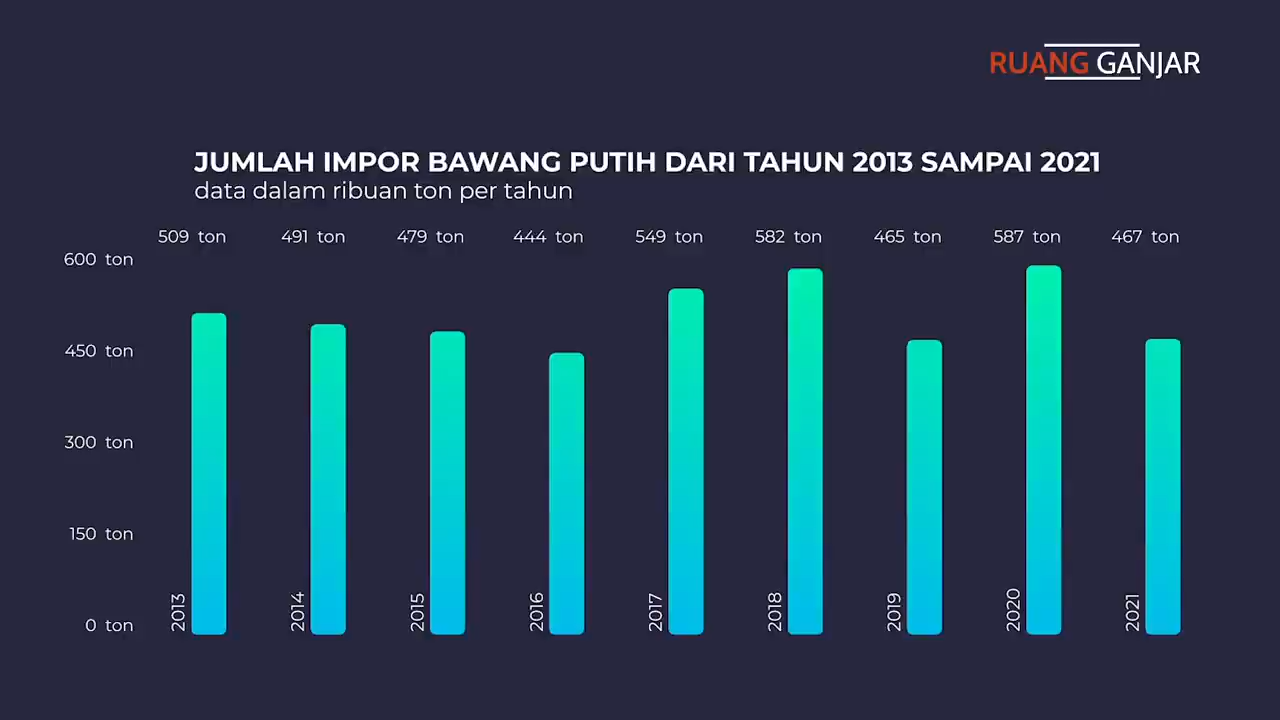 RUANG GANJAR
JUMLAH IMPOR BAWANG PUTIH DARI TAHUN 2013 SAMPAI 2021
data dalam ribuan ton per tahun
509 ton 491 ton 479 ton 444 ton 549 ton 582 ton 465 ton 587 ton 467 ton
600 ton
450 ton
300 ton
150 ton
0 ton
2013 2014 2015 2016 2017 2018 2019 2020 2021